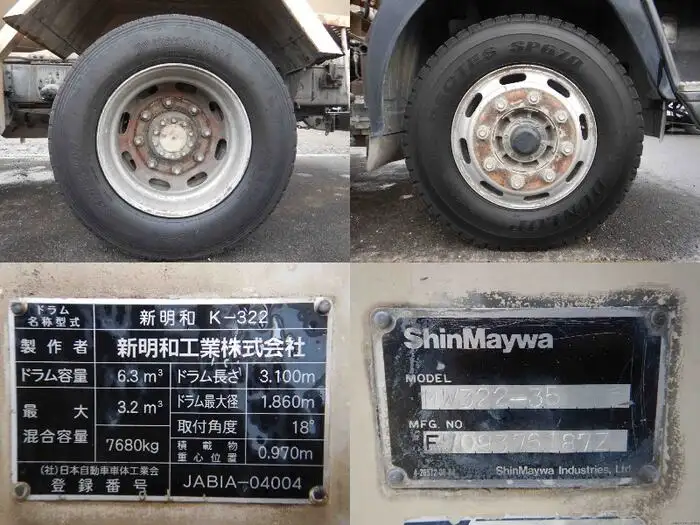 DECTES SP670
DUNLOP
ドラム
名称型式
新明和 K-322
製作者
新明和工業株式会社
ドラム容量
6.3 m³
ドラム長さ
3.100m
最大
混合容量
3.2 m³
7680kg
ドラム最大径
1.860m
取付角度
18°
積載物
重心位置
0.970m
(社)日本自動車車体工業会
登録番号
JABIA-04004
ShinMaywa
MODEL
MW322-35
MFG. NO
ShinMaywa Industries, Ltd